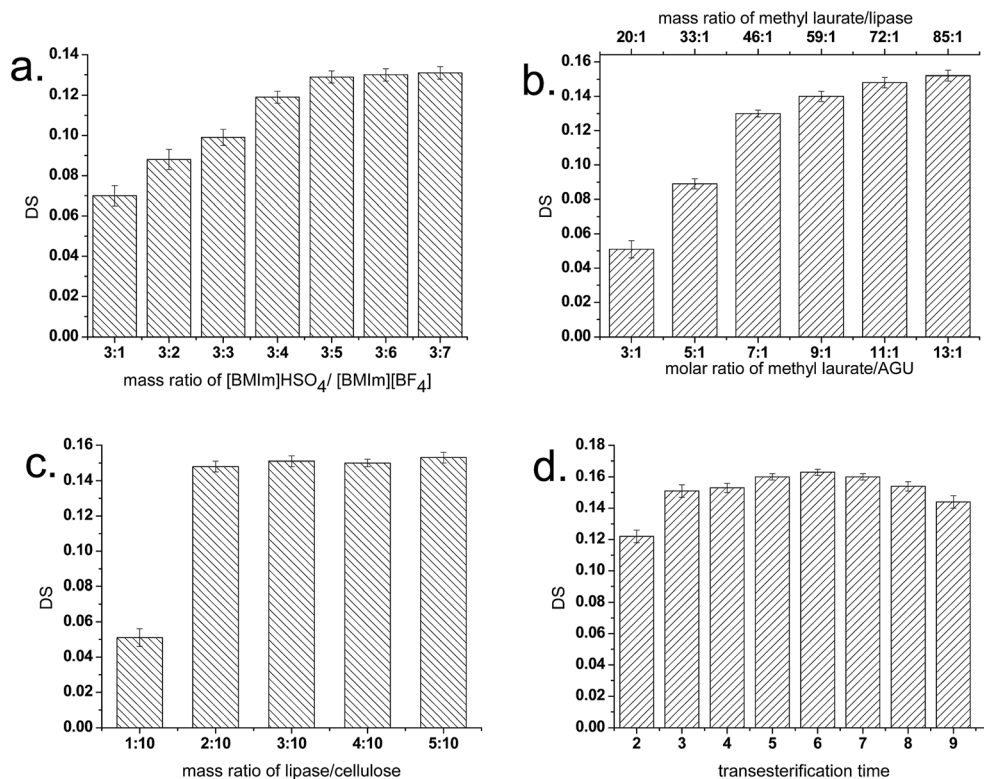 a.
0.14
0.12
0.10
0.08
0.06
0.04
0.02
0.00
DS
3:1 3:2 3:3 3:4 3:5 3:6 3:7
mass ratio of [BMIm]HSO4/ [BMIm][BF4]
mass ratio of methyl laurate/lipase
20:1 33:1 46:1 59:1 72:1 85:1
b.
0.16
0.14
0.12
0.10
0.08
0.06
0.04
0.02
0.00
DS
3:1 5:1 7:1 9:1 11:1 13:1
molar ratio of methyl laurate/AGU
c.
0.16
0.14
0.12
0.10
0.08
0.06
0.04
0.02
0.00
DS
1:10 2:10 3:10 4:10 5:10
mass ratio of lipase/cellulose
d.
0.18
0.16
0.14
0.12
0.10
0.08
0.06
0.04
0.02
0.00
DS
2 3 4 5 6 7 8 9
transesterification time